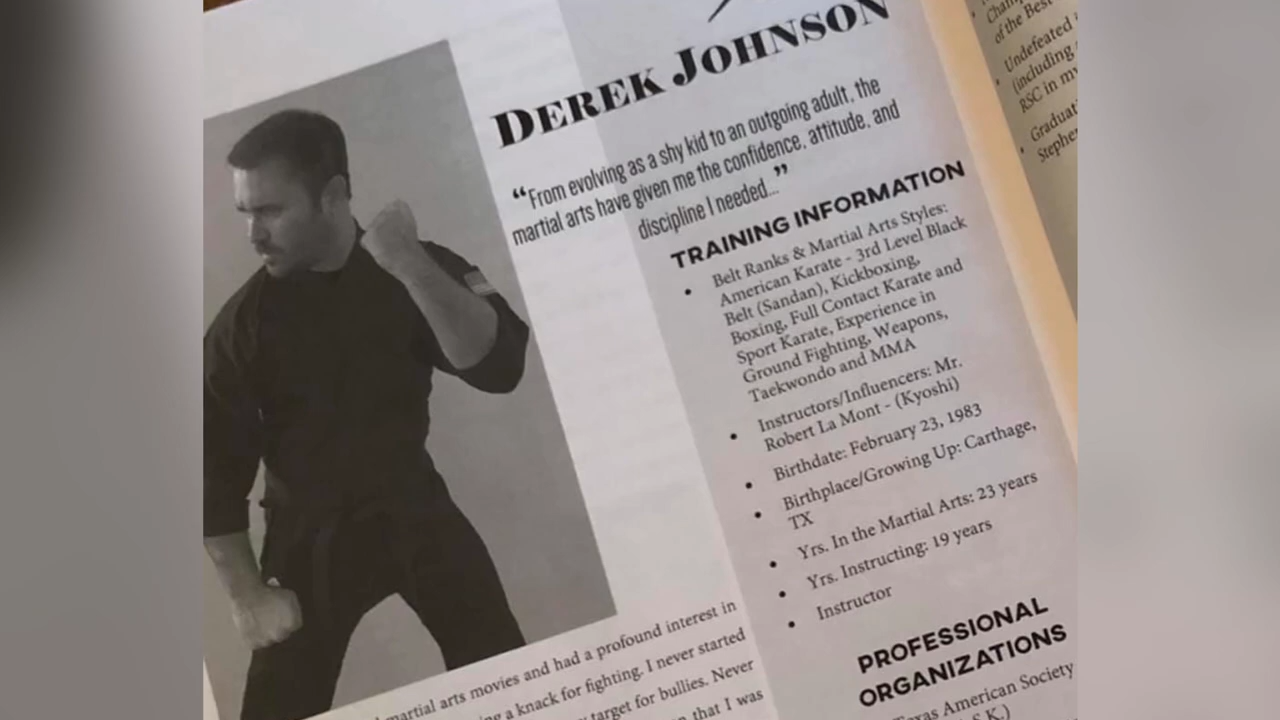 DEREK JOHNSON
“From evolving as a shy kid to an outgoing adult, the
martial arts have given me the confidence, attitude, and
discipline I needed...”
TRAINING INFORMATION
• Belt Ranks & Martial Arts Styles:
American Karate - 3rd Level Black
Belt (Sandan), Kickboxing,
Boxing, Full Contact Karate and
Sport Karate, Experience in
Ground Fighting, Weapons,
Taekwondo and MMA
• Instructors/Influencers: Mr.
Robert La Mont - (Kyoshi)
• Birthdate: February 23, 1983
• Birthplace/Growing Up: Carthage,
TX
• Yrs. In the Martial Arts: 23 years
• Yrs. Instructing: 19 years
• Instructor
PROFESSIONAL
ORGANIZATIONS
Texas American Society
martial arts movies and had a profound interest in
a knack for fighting. I never started
target for bullies. Never
that I was
of the Best
• Undefeated
(including
RSC in my
•